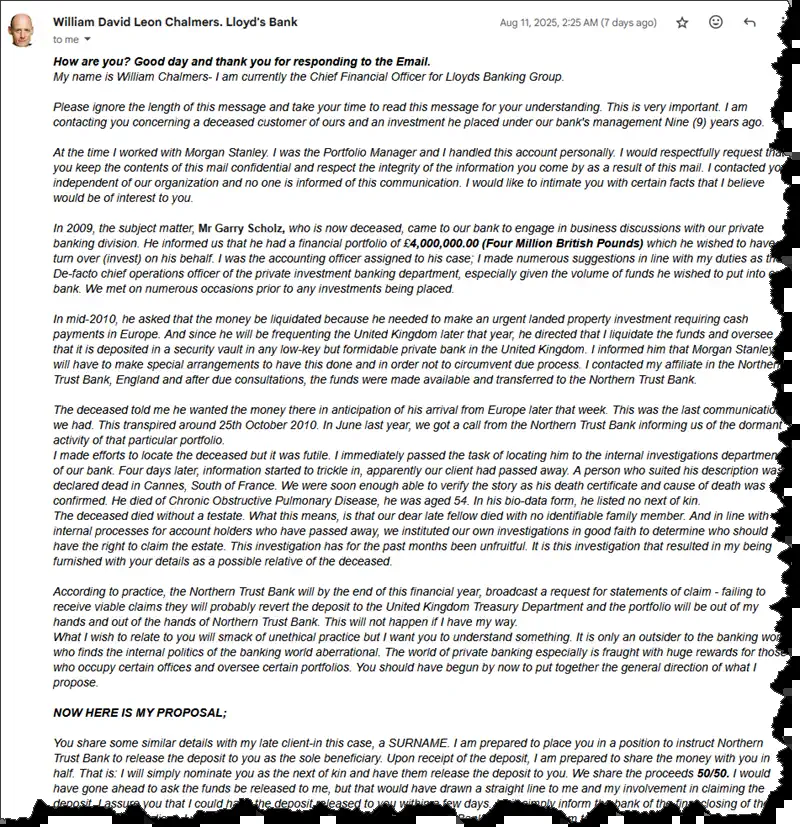 William David Leon Chalmers. Lloyd's Bank
Aug 11, 2025, 2:25 AM (7 days ago)
to me
How are you? Good day and thank you for responding to the Email.
My name is William Chalmers- I am currently the Chief Financial Officer for Lloyds Banking Group.
Please ignore the length of this message and take your time to read this message for your understanding. This is very important. I am
contacting you concerning a deceased customer of ours and an investment he placed under our bank's management Nine (9) years ago.
At the time I worked with Morgan Stanley. I was the Portfolio Manager and I handled this account personally. I would respectfully request that
you keep the contents of this mail confidential and respect the integrity of the information you come by as a result of this mail. I contacted
independent of our organization and no one is informed of this communication. I would like to intimate you with certain facts that I believe
would be of interest to you.
In 2009, the subject matter, Mr Garry Scholz, who is now deceased, came to our bank to engage in business discussions with our private
banking division. He informed us that he had a financial portfolio of £4,000,000.00 (Four Million British Pounds) which he wished to have
turn over (invest) on his behalf. I was the accounting officer assigned to his case; I made numerous suggestions in line with my duties as the
De-facto chief operations officer of the private investment banking department, especially given the volume of funds he wished to put into
bank. We met on numerous occasions prior to any investments being placed.
In mid-2010, he asked that the money be liquidated because he needed to make an urgent landed property investment requiring cash
payments in Europe. And since he will be frequenting the United Kingdom later that year, he directed that I liquidate the funds and oversee
that it is deposited in a security vault in any low-key but formidable private bank in the United Kingdom. I informed him that Morgan Stanley
will have to make special arrangements to have this done and in order not to circumvent due process. I contacted my affiliate in the Northern
Trust Bank, England and after due consultations, the funds were made available and transferred to the Northern Trust Bank.
The deceased told me he wanted the money there in anticipation of his arrival from Europe later that week. This was the last communication
we had. This transpired around 25th October 2010. In June last year, we got a call from the Northern Trust Bank informing us of the dormant
activity of that particular portfolio.
I made efforts to locate the deceased but it was futile. I immediately passed the task of locating him to the internal investigations department
of our bank. Four days later, information started to trickle in, apparently our client had passed away. A person who suited his description was
declared dead in Cannes, South of France. We were soon enough able to verify the story as his death certificate and cause of death was
confirmed. He died of Chronic Obstructive Pulmonary Disease, he was aged 54. In his bio-data form, he listed no next of kin.
The deceased died without a testate. What this means, is that our dear late fellow died with no identifiable family member. And in line with
internal processes for account holders who have passed away, we instituted our own investigations in good faith to determine who should
have the right to claim the estate. This investigation has for the past months been unfruitful. It is this investigation that resulted in my being
furnished with your details as a possible relative of the deceased.
According to practice, the Northern Trust Bank will by the end of this financial year, broadcast a request for statements of claim - failing to
receive viable claims they will probably revert the deposit to the United Kingdom Treasury Department and the portfolio will be out of my
hands and out of the hands of Northern Trust Bank. This will not happen if I have my way.
What I wish to relate to you will smack of unethical practice but I want you to understand something. It is only an outsider to the banking
who finds the internal politics of the banking world aberrational. The world of private banking especially is fraught with huge rewards for those
who occupy certain offices and oversee certain portfolios. You should have begun by now to put together the general direction of what I
propose.
NOW HERE IS MY PROPOSAL;
You share some similar details with my late client-in this case, a SURNAME. I am prepared to place you in a position to instruct Northern
Trust Bank to release the deposit to you as the sole beneficiary. Upon receipt of the deposit, I am prepared to share the money with you in
half. That is: I will simply nominate you as the next of kin and have them release the deposit to you. We share the proceeds 50/50. I would
have gone ahead to ask the funds be released to me, but that would have drawn a straight line to me and my involvement in claiming the
deposit. I assure you that I could the deposit released to you within few days. simply inform bank of the closing of the